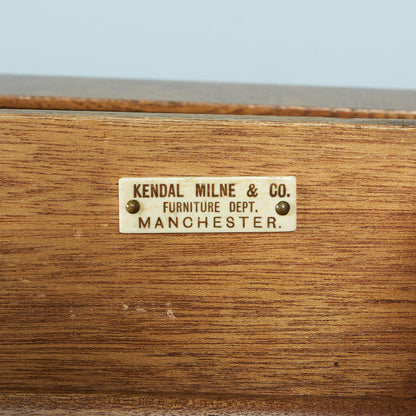 KENDAL MILNE & CO.
FURNITURE DEPT.
MANCHESTER.